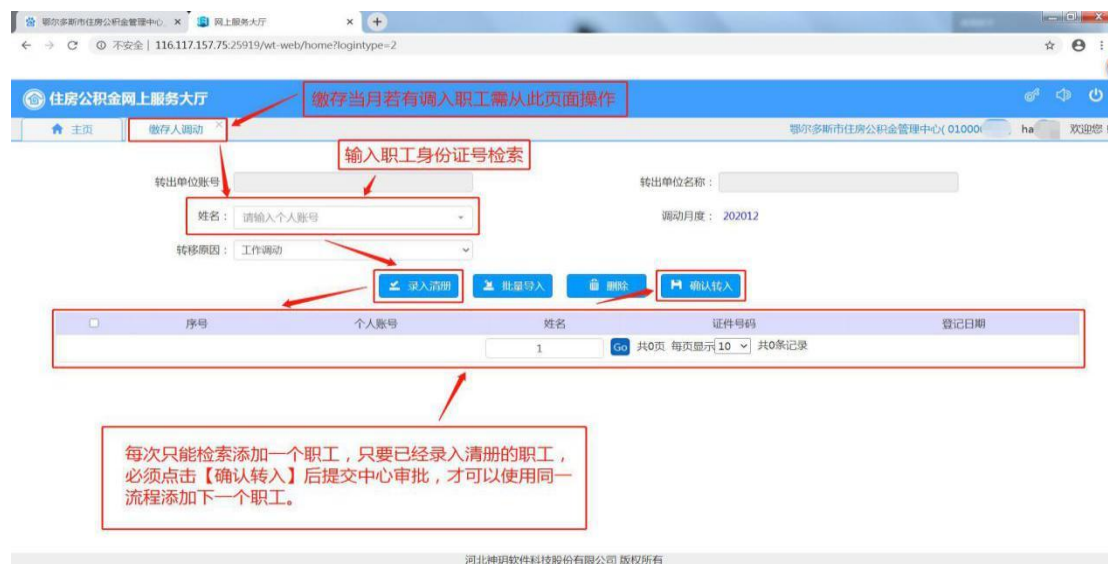 鄂尔多斯市住房公积金管理中心 × 网上服务大厅 × +
不安全 | 116.117.157.75:25919/wt-web/home?logintype=2
住房公积金网上服务大厅
缴存当月若有调入职工需从此页面操作
主页 缴存人调动 × 鄂尔多斯市住房公积金管理中心( 01000 ) ha 欢迎您!
输入职工身份证号检索
转出单位账号 转出单位名称:
姓名: 请输入个人账号 调动月度: 202012
转移原因: 工作调动
录入清册 批量导入 删除 确认转入
序号 个人账号 姓名 证件号码 登记日期
1 Go 共0页 每页显示 10 共0条记录
每次只能检索添加一个职工,只要已经录入清册的职工,
必须点击【确认转入】后提交中心审批,才可以使用同一
流程添加下一个职工。
河北神玥软件科技股份有限公司 版权所有